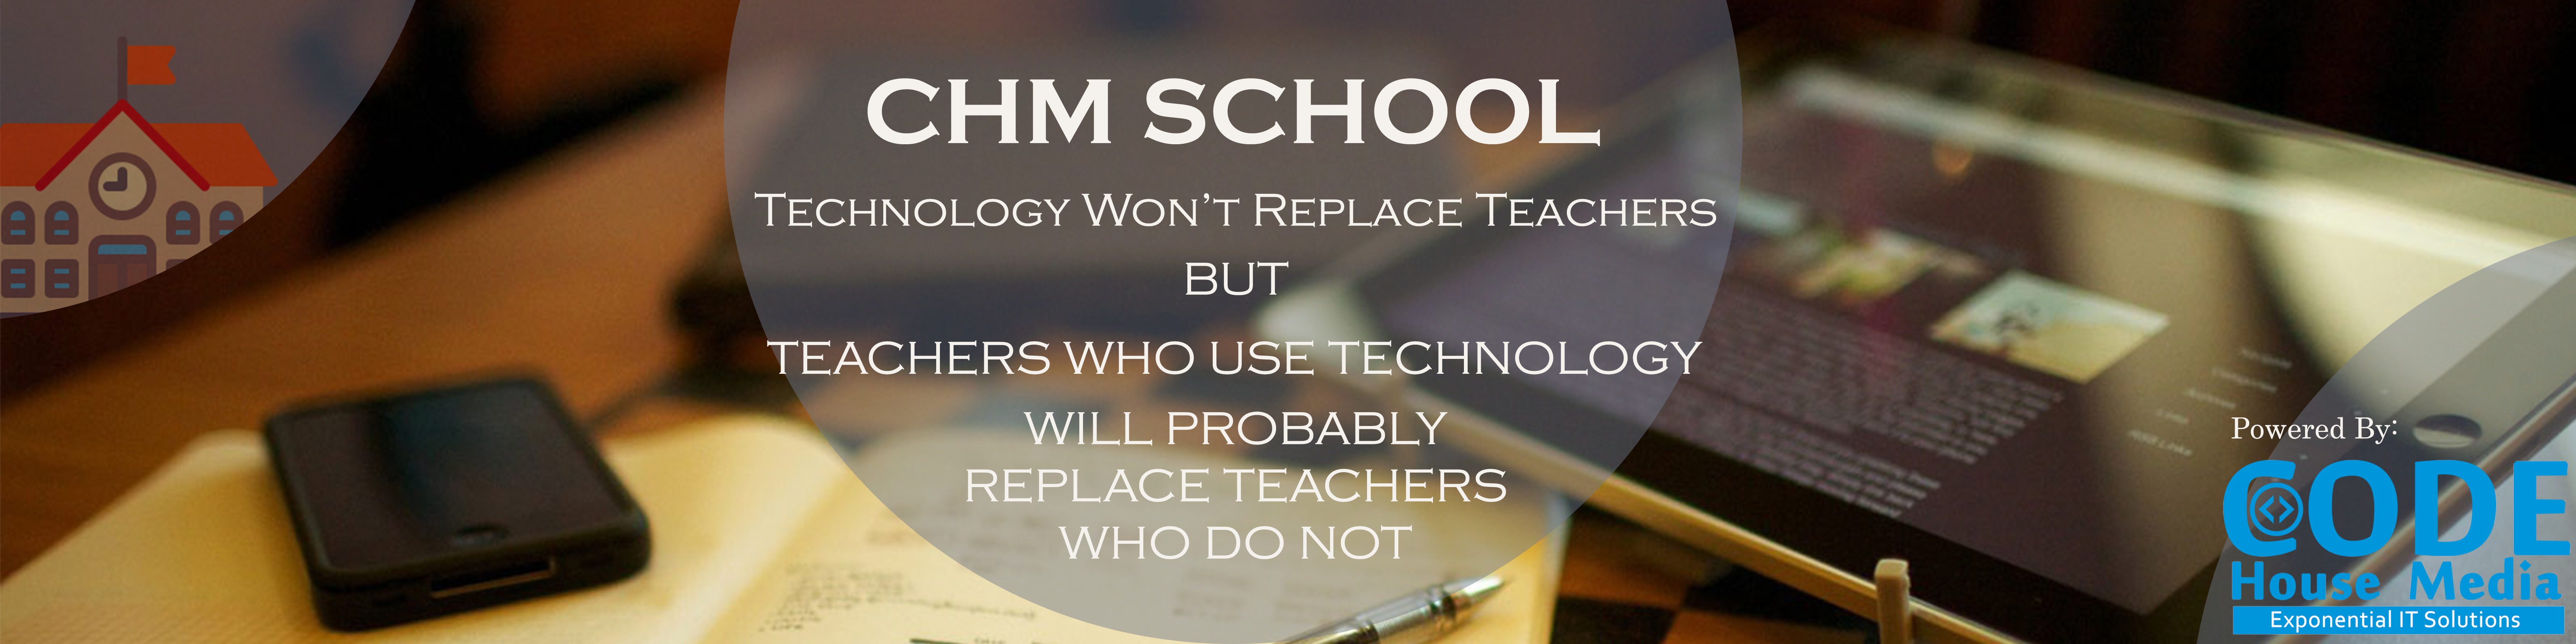 CHM SCHOOL
Technology Won't Replace Teachers
BUT
TEACHERS WHO USE TECHNOLOGY
WILL PROBABLY
REPLACE TEACHERS
WHO DO NOT
Powered By:
CODE
House Media
Exponential IT Solutions